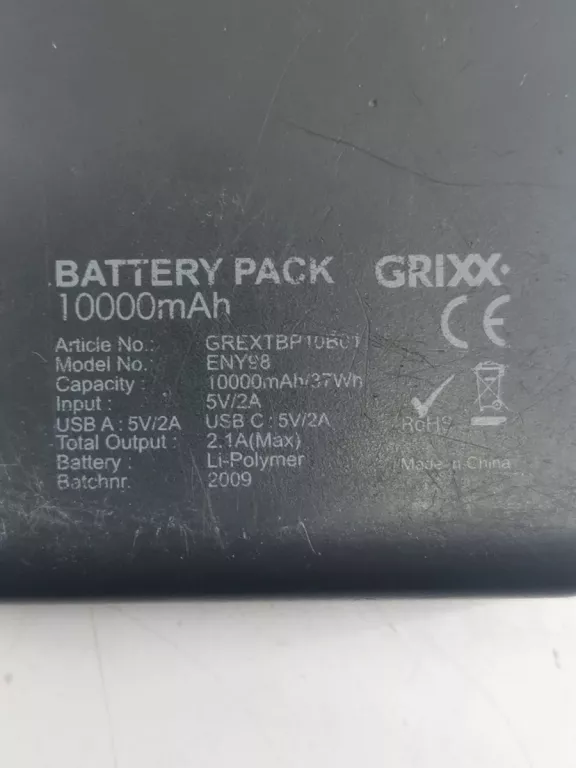 BATTERY PACK GRIXX
10000mAh
CE
Article No.: GREXTBP10B01
Model No.: ENY98
Capacity : 10000mAh/37Wh
Input : 5V/2A
USB A : 5V/2A USB C : 5V/2A
RoHS
Total Output : 2.1A(Max)
Battery : Li-Polymer
Made in China
Batchnr. 2009